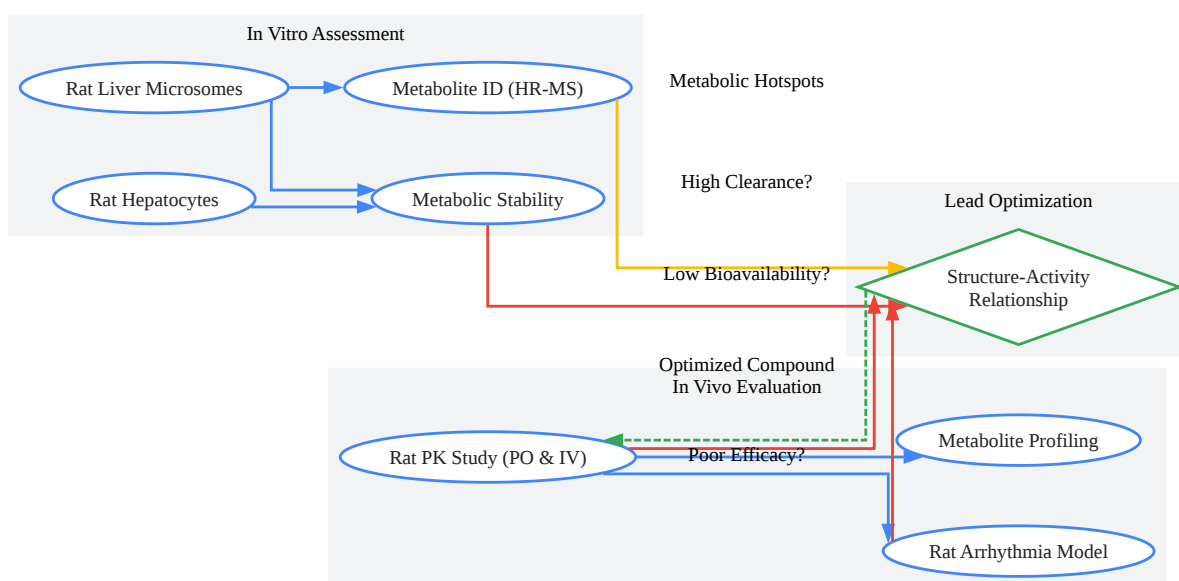 In Vitro Assessment
Rat Liver Microsomes
Metabolite ID (HR-MS)
Metabolic Hotspots
High Clearance?
Rat Hepatocytes
Metabolic Stability
Lead Optimization
Low Bioavailability?
Structure-Activity
Relationship
Optimized Compound
In Vivo Evaluation
Metabolite Profiling
Rat PK Study (PO & IV)
Poor Efficacy?
Rat Arrhythmia Model